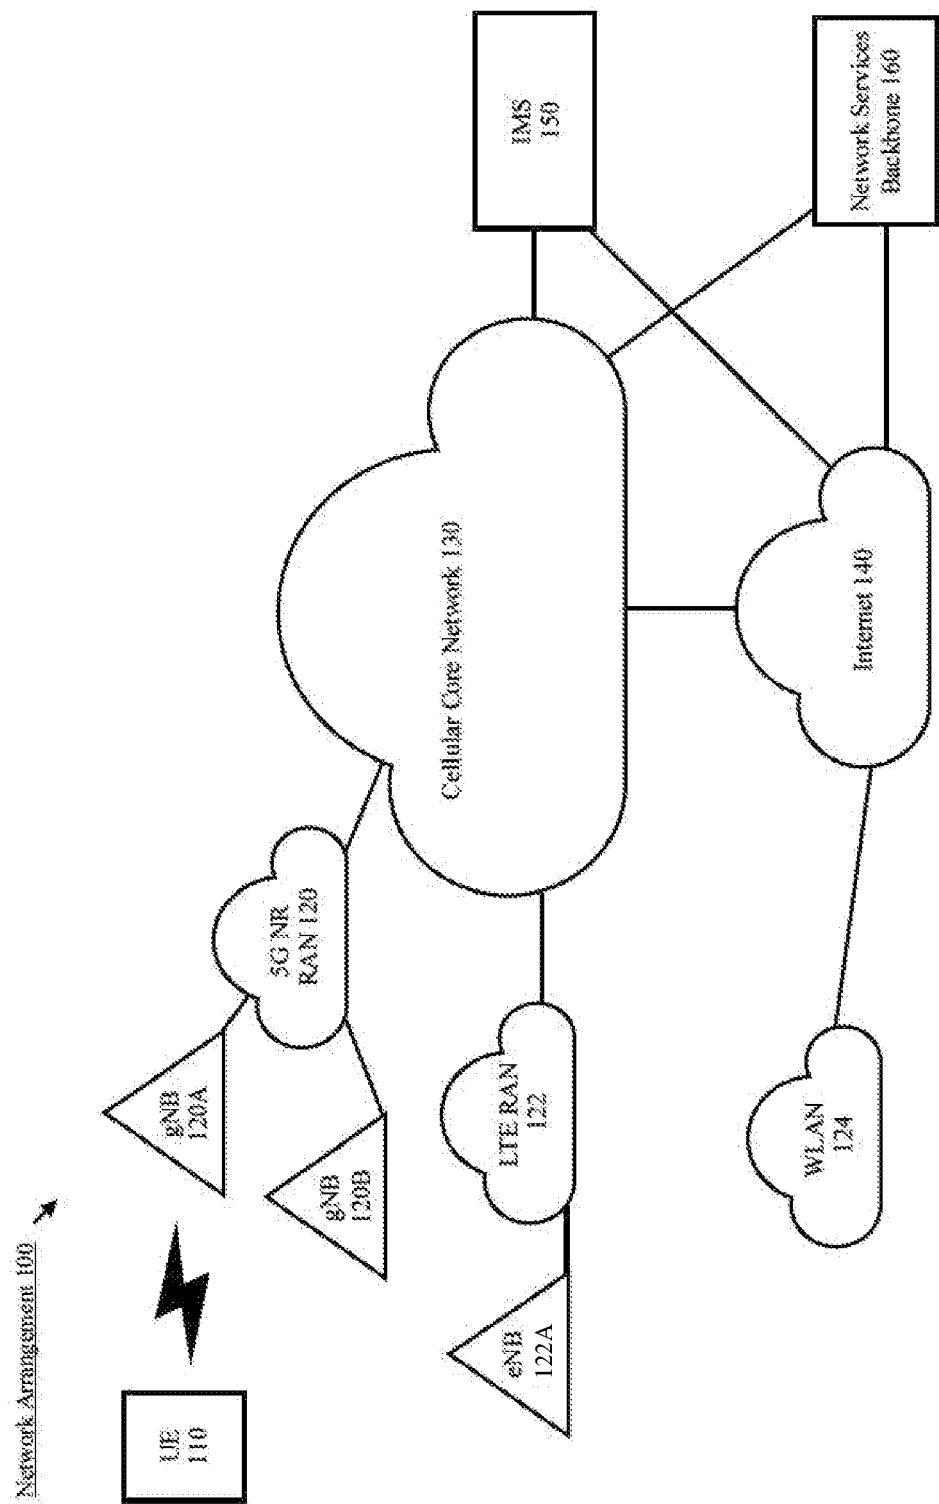 Network Arrangement 100
UE
110
gNB
120A
gNB
120B
5G NR
RAN 120
eNB
122A
LTE RAN
122
Cellular Core Network 130
IMS
150
WLAN
124
Internet 140
Network Services
Backbone 160